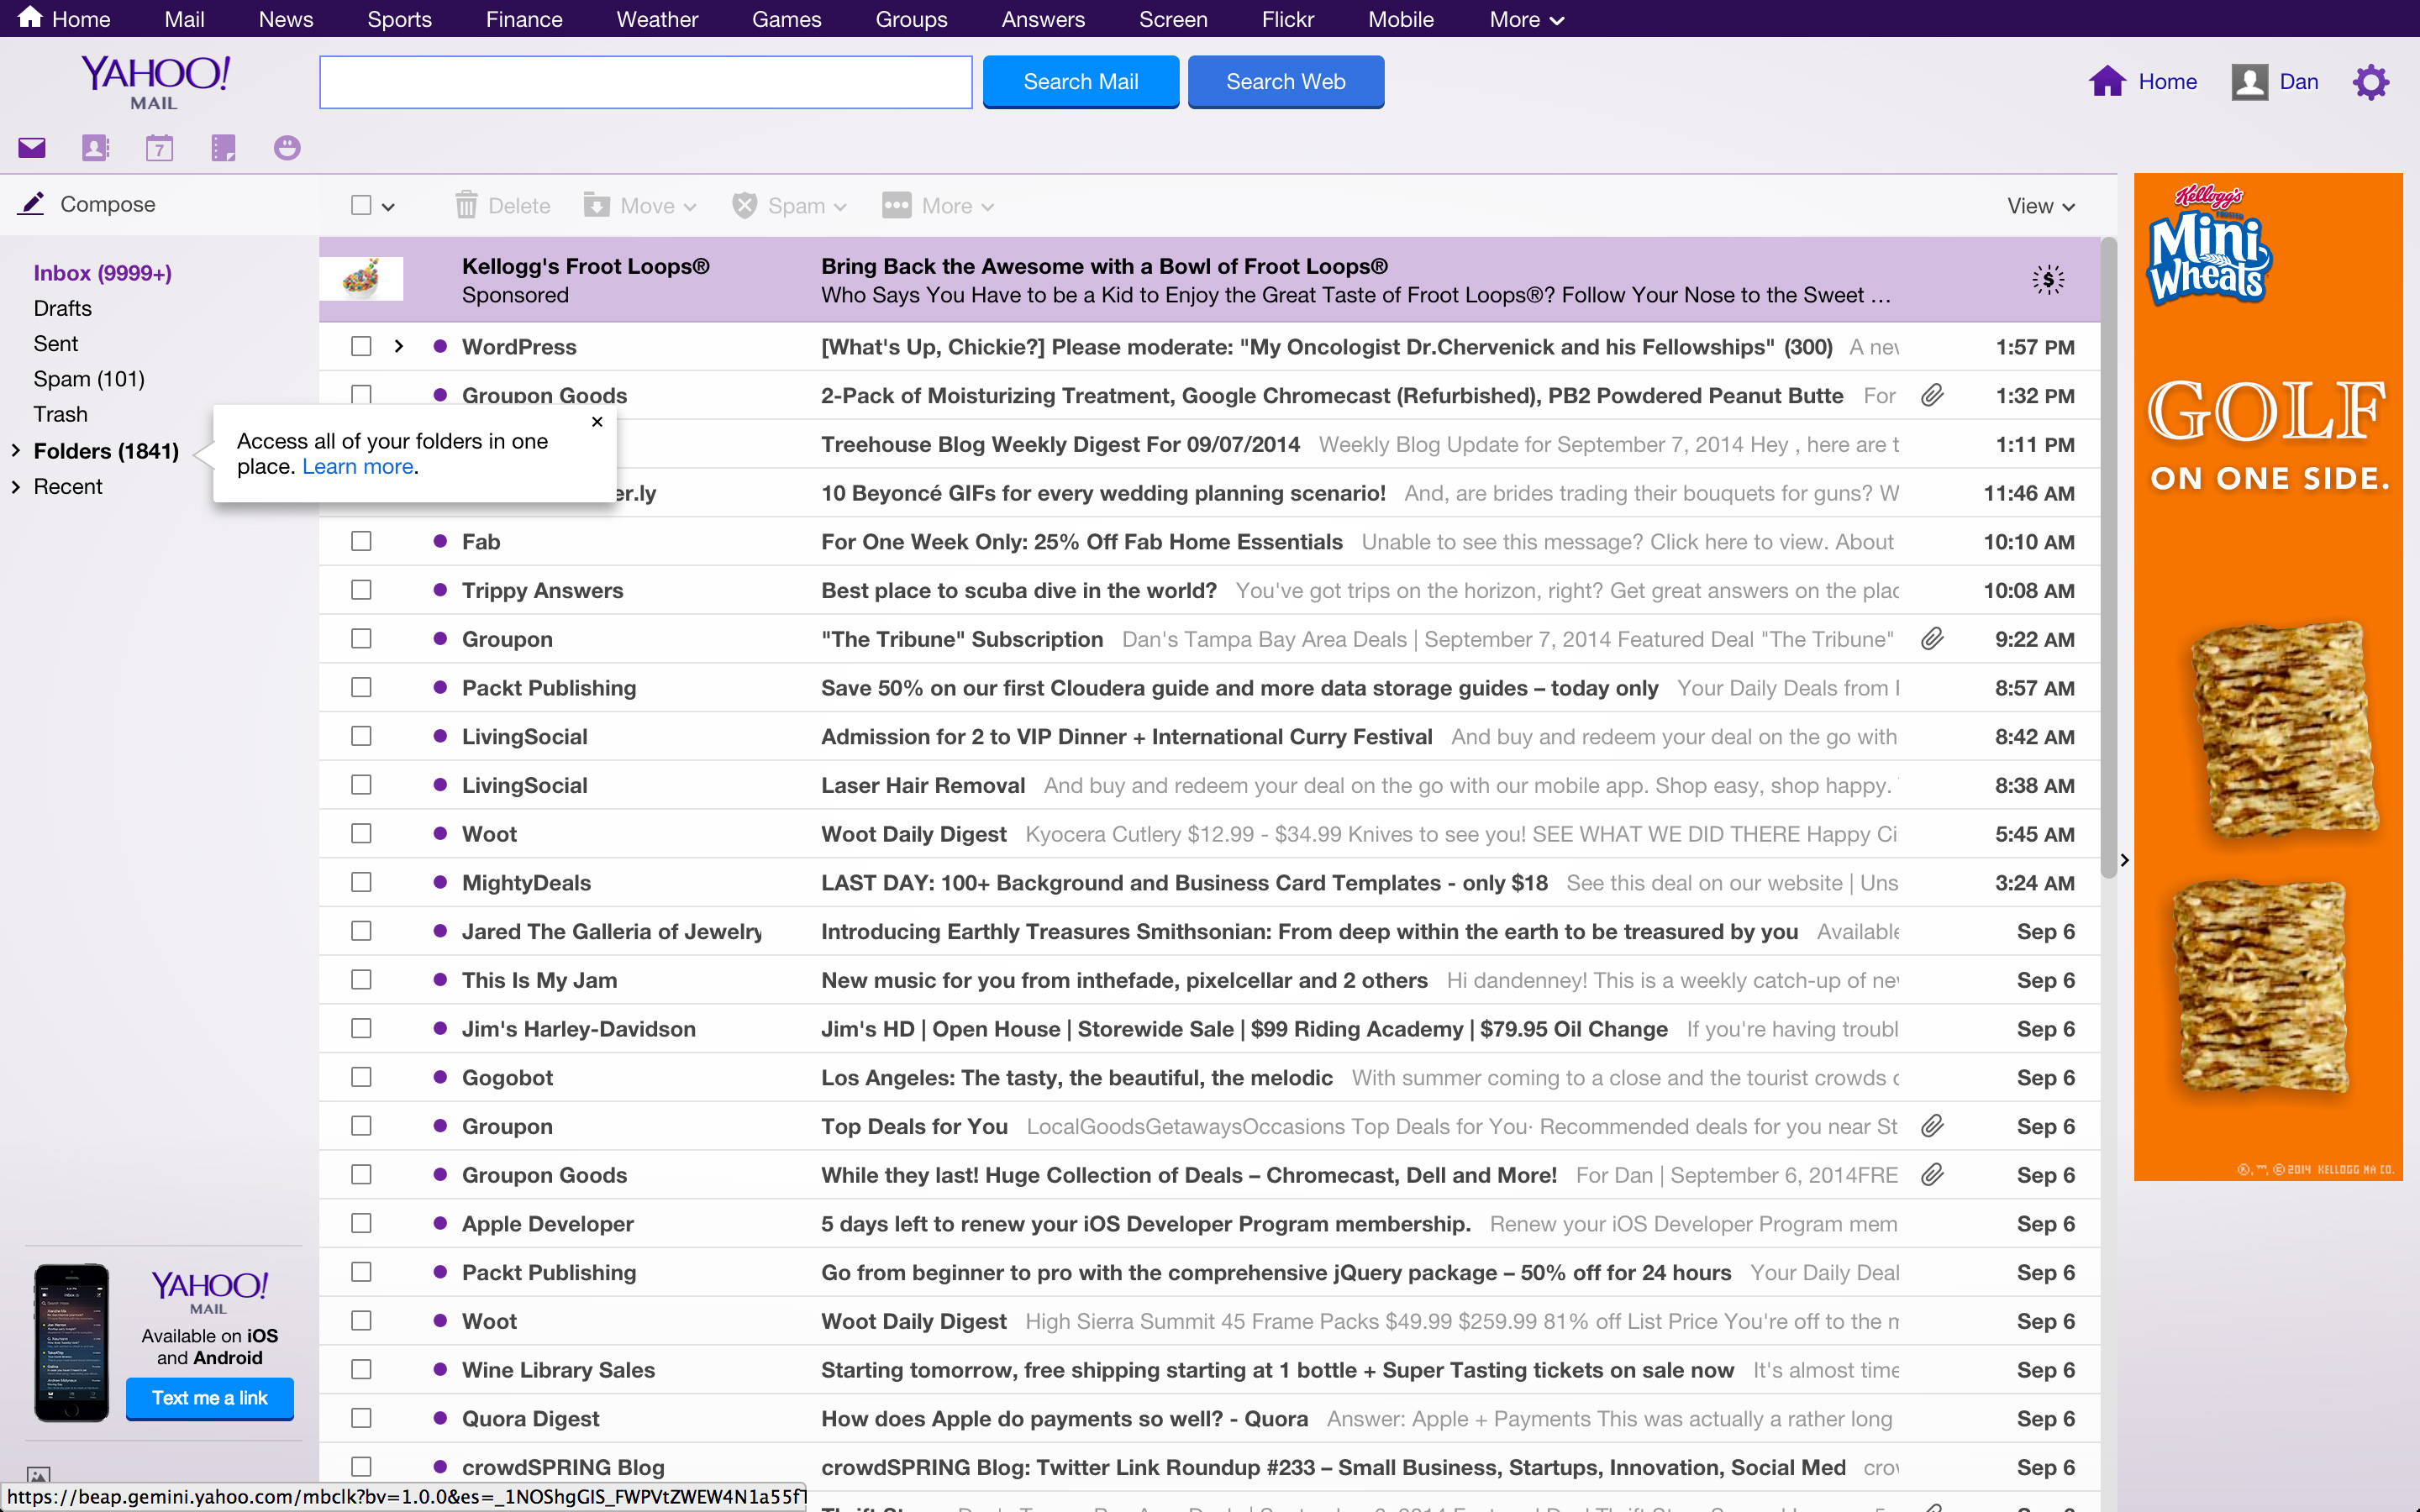 Home Mail News Sports Finance Weather Games Groups Answers Screen Flickr Mobile More
YAHOO!
MAIL
Search Mail Search Web Home Dan
7
Compose Delete Move Spam More View
Inbox (9999+)
Drafts
Sent
Spam (101)
Trash
Folders (1841)
Recent
Access all of your folders in one
place. Learn more.
Kellogg's Froot Loops® Bring Back the Awesome with a Bowl of Froot Loops®
Sponsored Who Says You Have to be a Kid to Enjoy the Great Taste of Froot Loops®? Follow Your Nose to the Sweet ...
WordPress [What's Up, Chickie?] Please moderate: "My Oncologist Dr.Chervenick and his Fellowships" (300) A new 1:57 PM
Groupon Goods 2-Pack of Moisturizing Treatment, Google Chromecast (Refurbished), PB2 Powdered Peanut Butte For 1:32 PM
Treehouse Blog Weekly Digest For 09/07/2014 Weekly Blog Update for September 7, 2014 Hey , here are t 1:11 PM
er.ly 10 Beyoncé GIFs for every wedding planning scenario! And, are brides trading their bouquets for guns? W 11:46 AM
Fab For One Week Only: 25% Off Fab Home Essentials Unable to see this message? Click here to view. About 10:10 AM
Trippy Answers Best place to scuba dive in the world? You've got trips on the horizon, right? Get great answers on the plac 10:08 AM
Groupon "The Tribune" Subscription Dan's Tampa Bay Area Deals | September 7, 2014 Featured Deal "The Tribune" 9:22 AM
Packt Publishing Save 50% on our first Cloudera guide and more data storage guides – today only Your Daily Deals from 8:57 AM
LivingSocial Admission for 2 to VIP Dinner + International Curry Festival And buy and redeem your deal on the go with 8:42 AM
LivingSocial Laser Hair Removal And buy and redeem your deal on the go with our mobile app. Shop easy, shop happy. 8:38 AM
Woot Woot Daily Digest Kyocera Cutlery $12.99 - $34.99 Knives to see you! SEE WHAT WE DID THERE Happy Ci 5:45 AM
MightyDeals LAST DAY: 100+ Background and Business Card Templates - only $18 See this deal on our website | Uns 3:24 AM
Jared The Galleria of Jewelry Introducing Earthly Treasures Smithsonian: From deep within the earth to be treasured by you Available Sep 6
This Is My Jam New music for you from inthefade, pixelcellar and 2 others Hi dandenney! This is a weekly catch-up of new Sep 6
Jim's Harley-Davidson Jim's HD | Open House | Storewide Sale | $99 Riding Academy | $79.95 Oil Change If you're having troubl Sep 6
Gogobot Los Angeles: The tasty, the beautiful, the melodic With summer coming to a close and the tourist crowds c Sep 6
Groupon Top Deals for You LocalGoodsGetawaysOccasions Top Deals for You· Recommended deals for you near St Sep 6
Groupon Goods While they last! Huge Collection of Deals – Chromecast, Dell and More! For Dan | September 6, 2014FRE Sep 6
Apple Developer 5 days left to renew your iOS Developer Program membership. Renew your iOS Developer Program mem Sep 6
Packt Publishing Go from beginner to pro with the comprehensive jQuery package – 50% off for 24 hours Your Daily Deal Sep 6
Woot Woot Daily Digest High Sierra Summit 45 Frame Packs $49.99 $259.99 81% off List Price You're off to the m Sep 6
Wine Library Sales Starting tomorrow, free shipping starting at 1 bottle + Super Tasting tickets on sale now It's almost time Sep 6
Quora Digest How does Apple do payments so well? - Quora Answer: Apple + Payments This was actually a rather long Sep 6
crowdSPRING Blog crowdSPRING Blog: Twitter Link Roundup #233 – Small Business, Startups, Innovation, Social Med crov Sep 6
YAHOO!
MAIL
Available on iOS
and Android
Text me a link
https://beap.gemini.yahoo.com/mbclk?bv=1.0.0&es=_1NOShgGIS_FWPVtZWEW4N1a55f
Kellogg's
FROSTED
Mini
Wheats
GOLF
ON ONE SIDE.
®, ™, © 2014 KELLOGG NA CO.